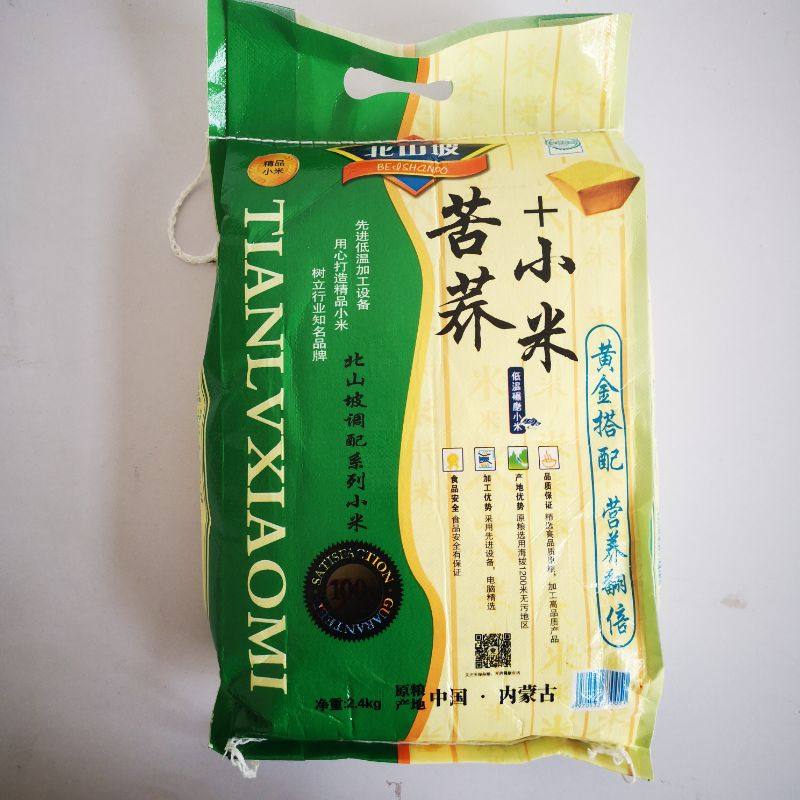 北山坡
BEISHANPO
精品
小米
TIANLVXIAOMI
先进低温加工设备
用心打造精品小米
树立行业知名品牌
北山坡调配系列小米
苦荞
+小米
低温碾磨小米
黄金搭配 营养翻倍
食品安全 食品安全有保证
加工优势 采用先进设备，电脑精选
产地优势 原粮选用海拔1200米无污地区
品质保证 精选高品质原粮，加工高品质产品
SATISFACTION
100%
GUARANTEE
净重:2.4kg
原粮
产地
中国·内蒙古